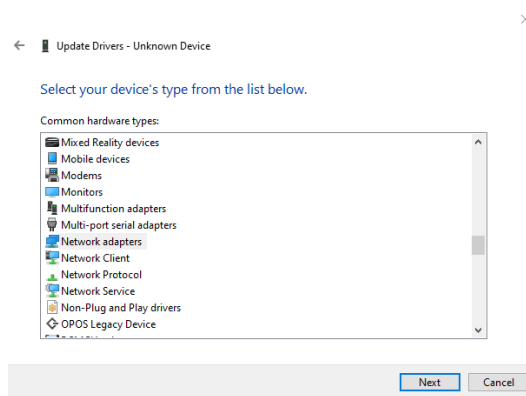 Update Drivers - Unknown Device
Select your device's type from the list below.
Common hardware types:
Mixed Reality devices
Mobile devices
Modems
Monitors
Multifunction adapters
Multi-port serial adapters
Network adapters
Network Client
Network Protocol
Network Service
Non-Plug and Play drivers
OPOS Legacy Device
Next Cancel